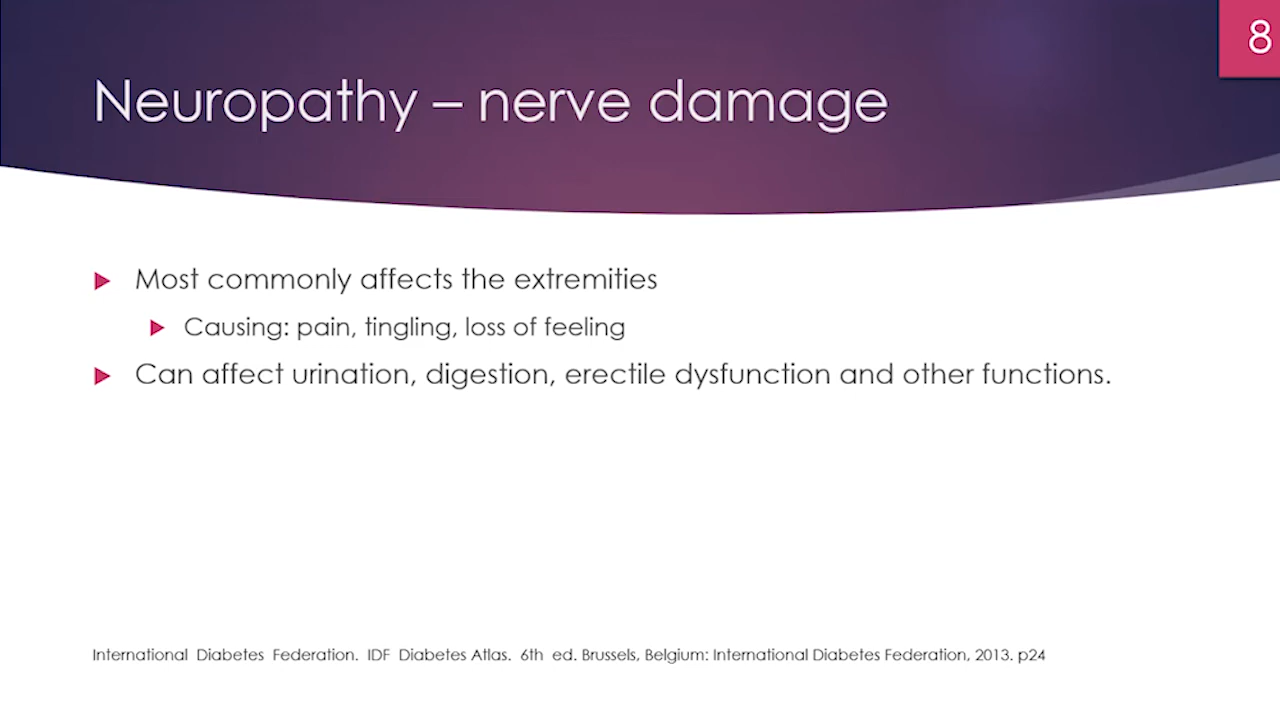 8
Neuropathy – nerve damage
Most commonly affects the extremities
Causing: pain, tingling, loss of feeling
Can affect urination, digestion, erectile dysfunction and other functions.
International Diabetes Federation. IDF Diabetes Atlas. 6th ed. Brussels, Belgium: International Diabetes Federation, 2013. p24